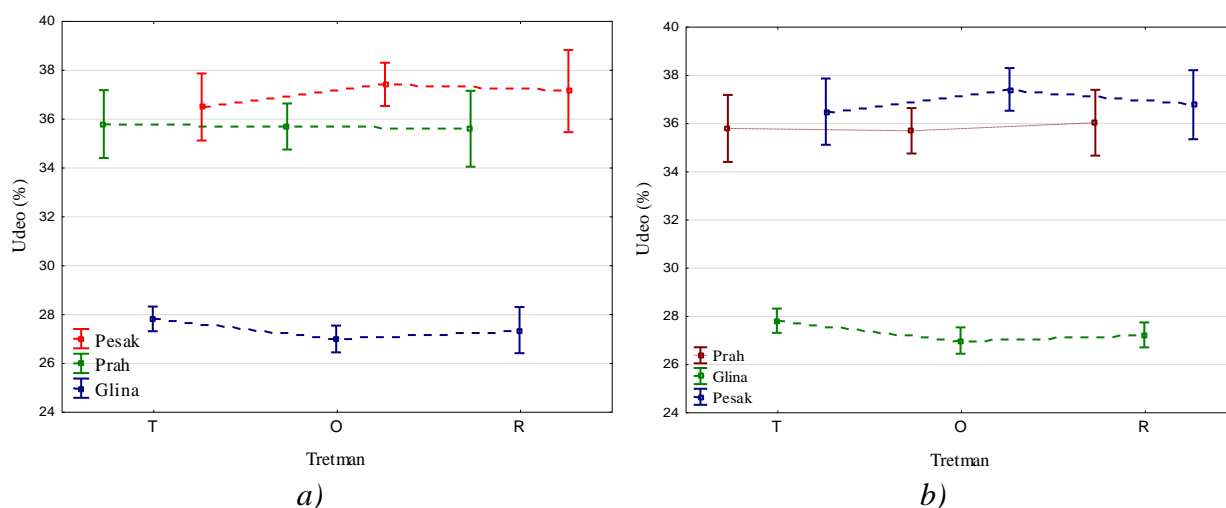 40
38
36
34
32
30
28
26
24
Udeo (%)
Pesak
Prah
Glina
T O R
Tretman
a)
40
38
36
34
32
30
28
26
24
Udeo (%)
Prah
Glina
Pesak
T O R
Tretman
b)